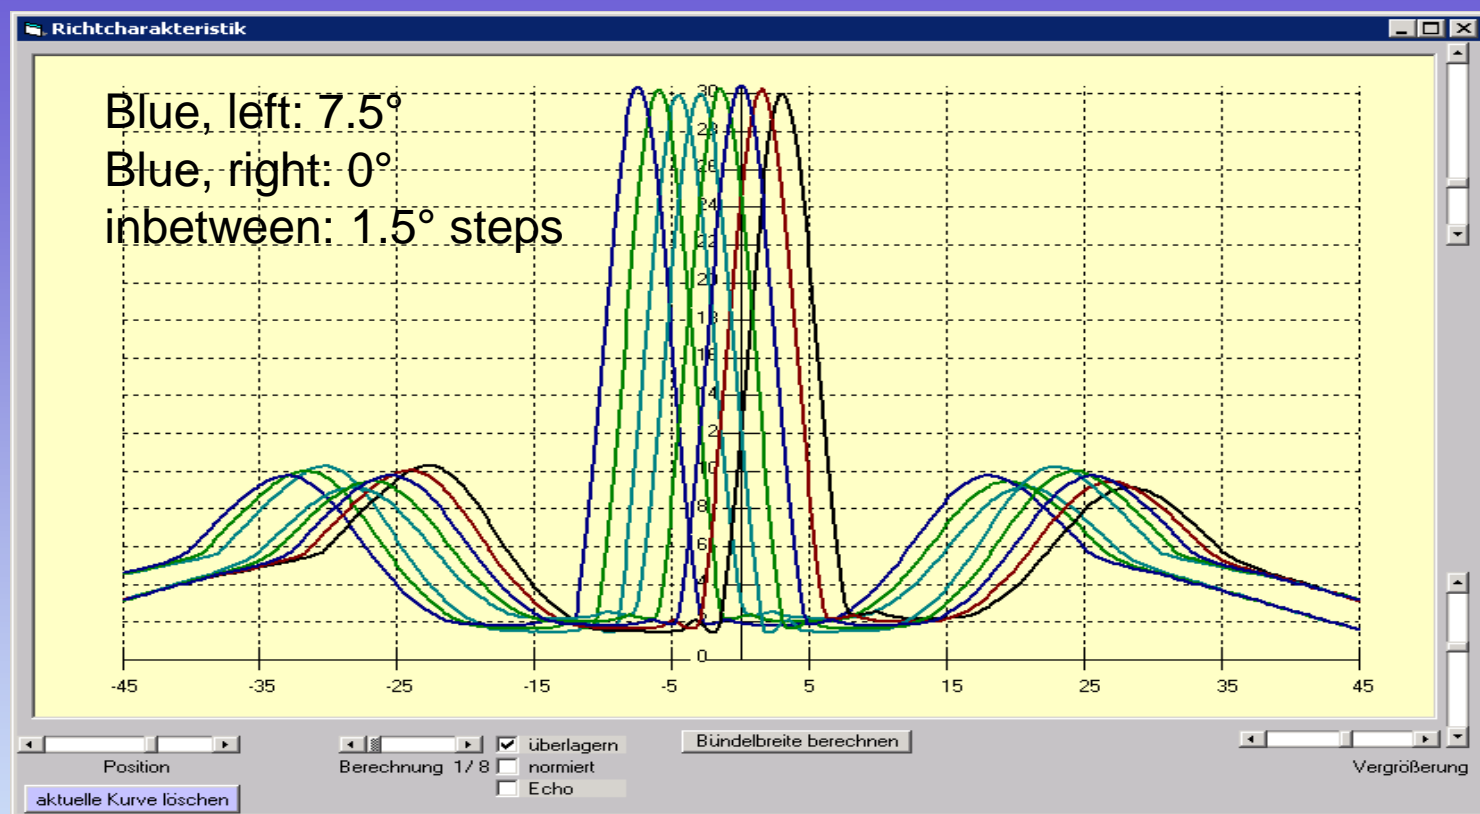 Richtcharakteristik
Blue, left: 7.5°
Blue, right: 0°
inbetween: 1.5° steps
30
28
26
24
22
20
18
16
14
12
10
8
6
4
2
0
-45 -35 -25 -15 -5 5 15 25 35 45
Position
Berechnung 1/ 8
überlagern
normiert
Echo
Bündelbreite berechnen
Vergrößerung
aktuelle Kurve löschen